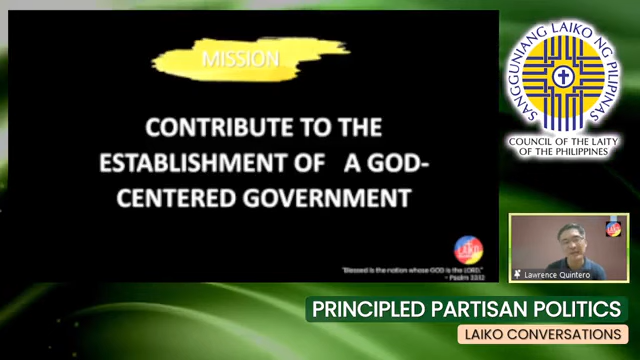 MISSION
CONTRIBUTE TO THE
ESTABLISHMENT OF A GOD-
CENTERED GOVERNMENT
"Blessed is the nation whose GOD is the LORD."
- Psalm 33:12
SANGGUNIANG LAIKO NG PILIPINAS
COUNCIL OF THE LAITY
OF THE PHILIPPINES
Lawrence Quintero
PRINCIPLED PARTISAN POLITICS
LAIKO CONVERSATIONS